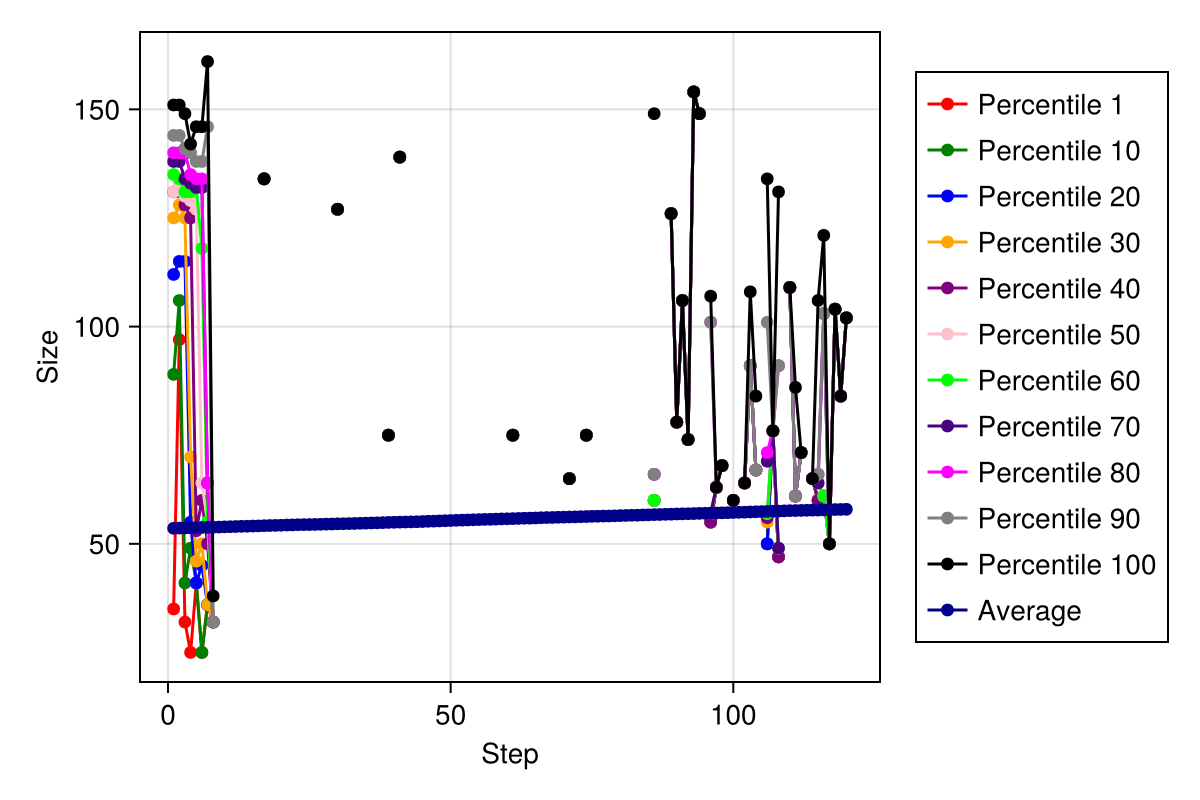 150
100
50
Size
0
50
100
Step
Percentile 1
Percentile 10
Percentile 20
Percentile 30
Percentile 40
Percentile 50
Percentile 60
Percentile 70
Percentile 80
Percentile 90
Percentile 100
Average